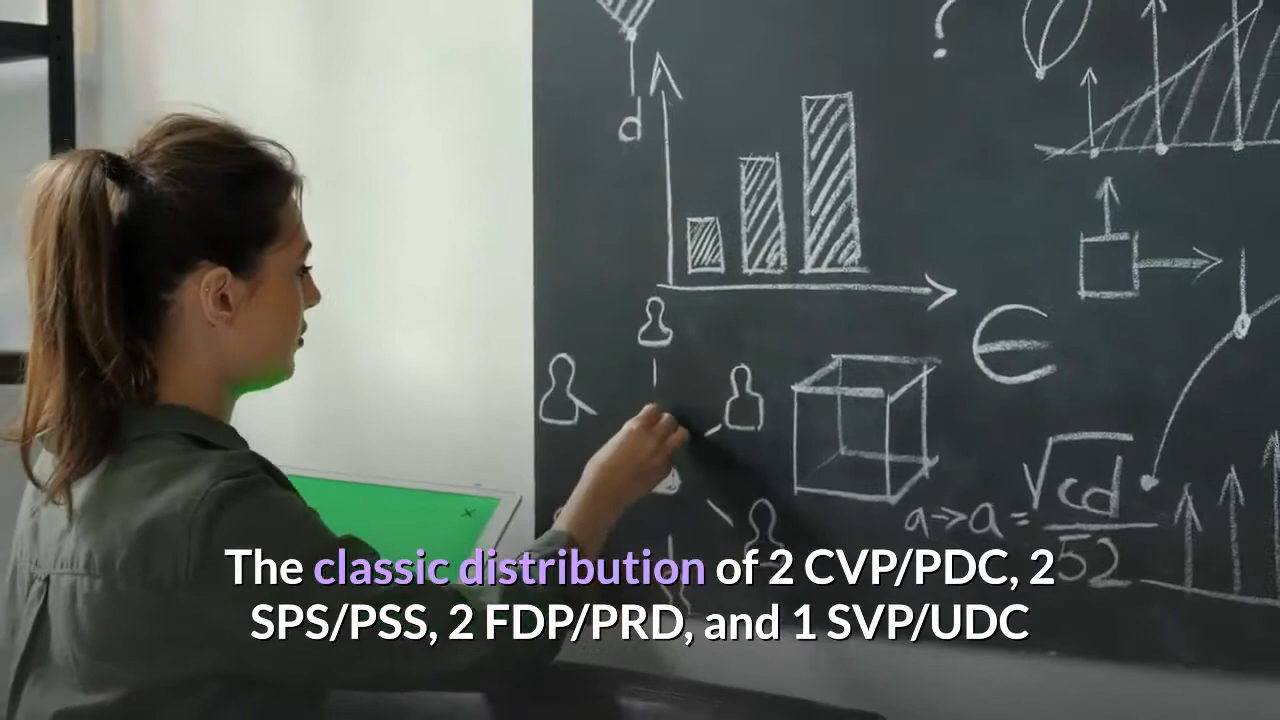 ?
d
€
a→a = √cd
52
The classic distribution of 2 CVP/PDC, 2
SPS/PSS, 2 FDP/PRD, and 1 SVP/UDC